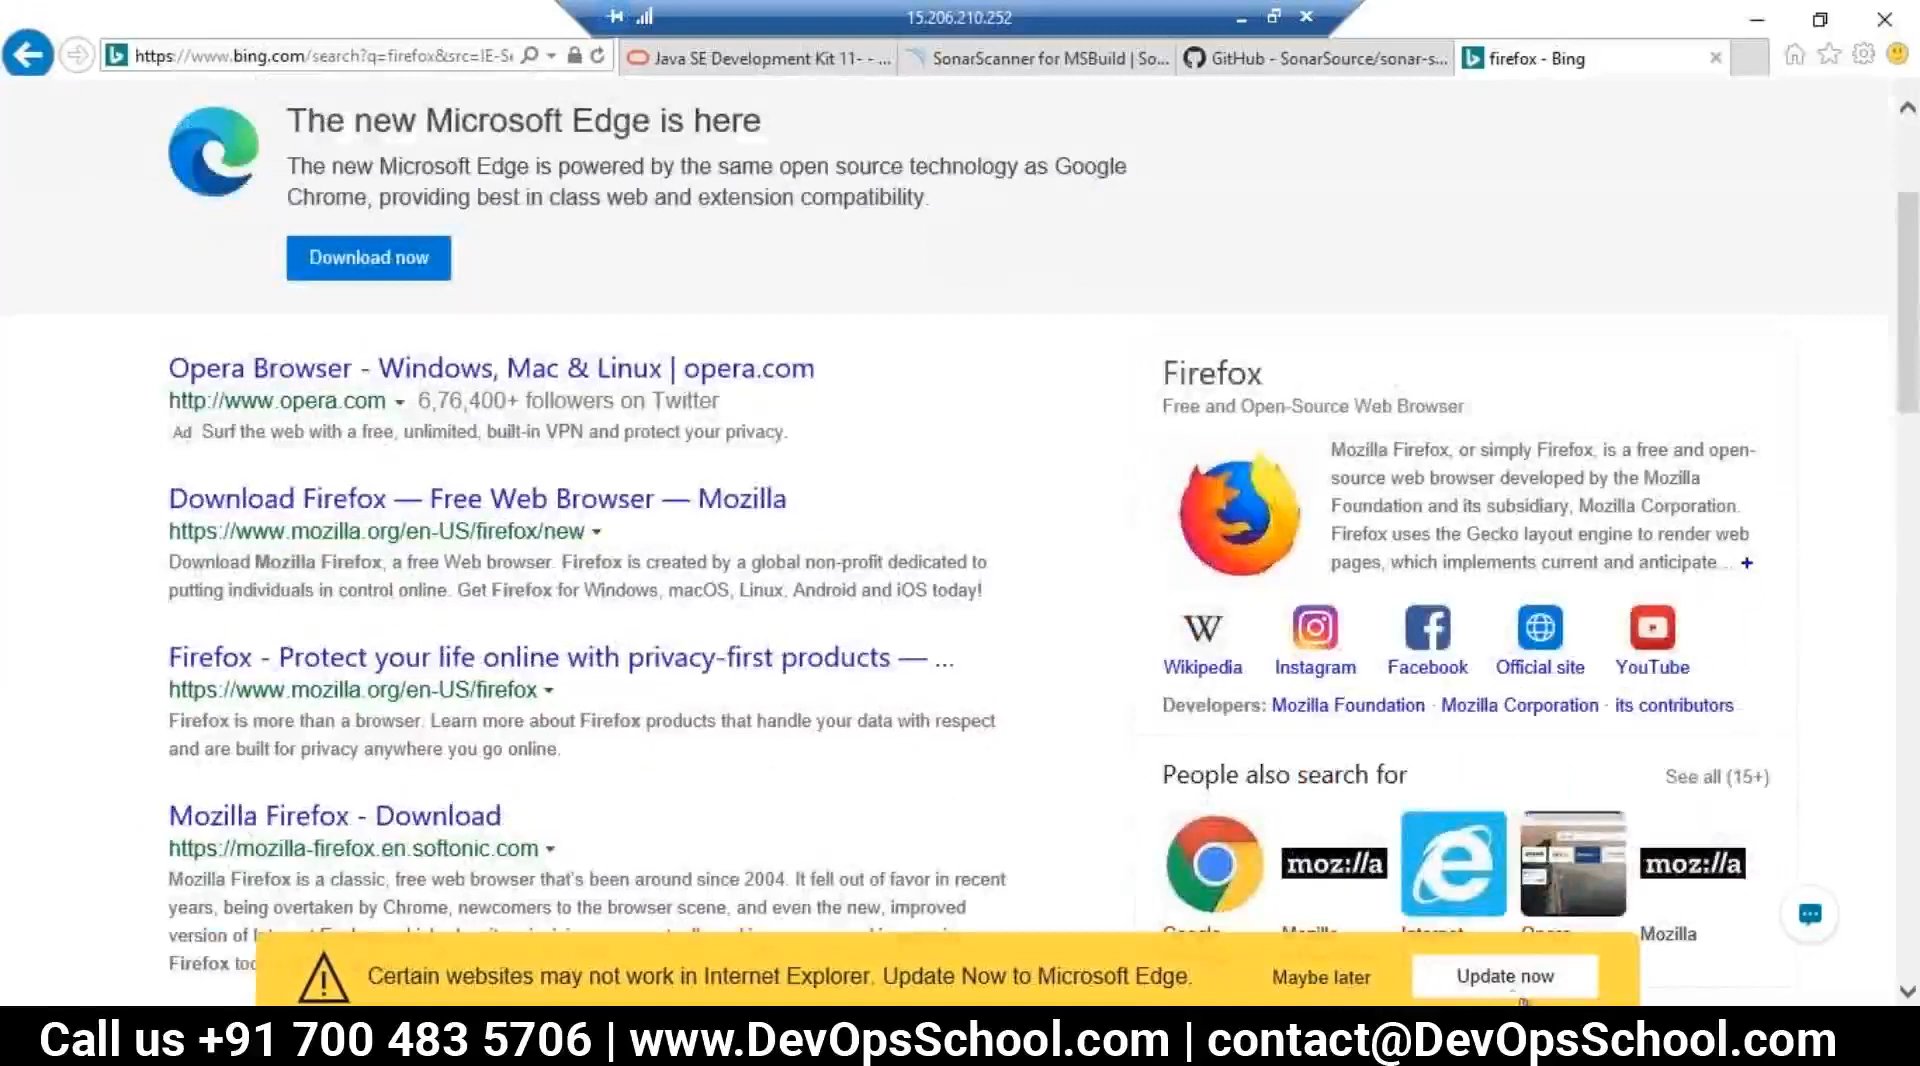 15.206.210.252
https://www.bing.com/search?q=firefox&src=IE-Se
Java SE Development Kit 11- - ...
SonarScanner for MSBuild | So...
GitHub - SonarSource/sonar-s...
firefox - Bing
The new Microsoft Edge is here
The new Microsoft Edge is powered by the same open source technology as Google
Chrome, providing best in class web and extension compatibility.
Download now
Opera Browser - Windows, Mac & Linux | opera.com
http://www.opera.com 6,76,400+ followers on Twitter
Ad Surf the web with a free, unlimited, built-in VPN and protect your privacy.
Download Firefox — Free Web Browser — Mozilla
https://www.mozilla.org/en-US/firefox/new
Download Mozilla Firefox, a free Web browser. Firefox is created by a global non-profit dedicated to
putting individuals in control online. Get Firefox for Windows, macOS, Linux, Android and iOS today!
Firefox - Protect your life online with privacy-first products — ...
https://www.mozilla.org/en-US/firefox
Firefox is more than a browser. Learn more about Firefox products that handle your data with respect
and are built for privacy anywhere you go online.
Mozilla Firefox - Download
https://mozilla-firefox.en.softonic.com
Mozilla Firefox is a classic, free web browser that's been around since 2004. It fell out of favor in recent
years, being overtaken by Chrome, newcomers to the browser scene, and even the new, improved
version of
Firefox
Firefox
Free and Open-Source Web Browser
Mozilla Firefox, or simply Firefox, is a free and open-
source web browser developed by the Mozilla
Foundation and its subsidiary, Mozilla Corporation.
Firefox uses the Gecko layout engine to render web
pages, which implements current and anticipate... +
W
Wikipedia Instagram Facebook Official site YouTube
Developers: Mozilla Foundation · Mozilla Corporation · its contributors
People also search for
See all (15+)
moz://a
moz://a
Mozilla
Certain websites may not work in Internet Explorer. Update Now to Microsoft Edge.
Maybe later
Update now
Call us +91 700 483 5706 | www.DevOpsSchool.com | contact@DevOpsSchool.com